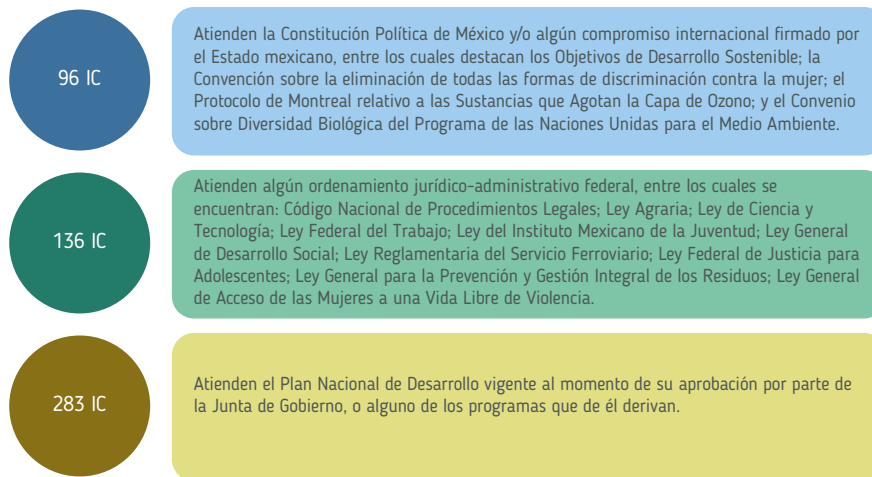 96 IC
Atienden la Constitución Política de México y/o algún compromiso internacional firmado por
el Estado mexicano, entre los cuales destacan los Objetivos de Desarrollo Sostenible; la
Convención sobre la eliminación de todas las formas de discriminación contra la mujer; el
Protocolo de Montreal relativo a las Sustancias que Agotan la Capa de Ozono; y el Convenio
sobre Diversidad Biológica del Programa de las Naciones Unidas para el Medio Ambiente.
136 IC
Atienden algún ordenamiento jurídico-administrativo federal, entre los cuales se
encuentran: Código Nacional de Procedimientos Legales; Ley Agraria; Ley de Ciencia y
Tecnología; Ley Federal del Trabajo; Ley del Instituto Mexicano de la Juventud; Ley General
de Desarrollo Social; Ley Reglamentaria del Servicio Ferroviario; Ley Federal de Justicia para
Adolescentes; Ley General para la Prevención y Gestión Integral de los Residuos; Ley General
de Acceso de las Mujeres a una Vida Libre de Violencia.
283 IC
Atienden el Plan Nacional de Desarrollo vigente al momento de su aprobación por parte de
la Junta de Gobierno, o alguno de los programas que de él derivan.